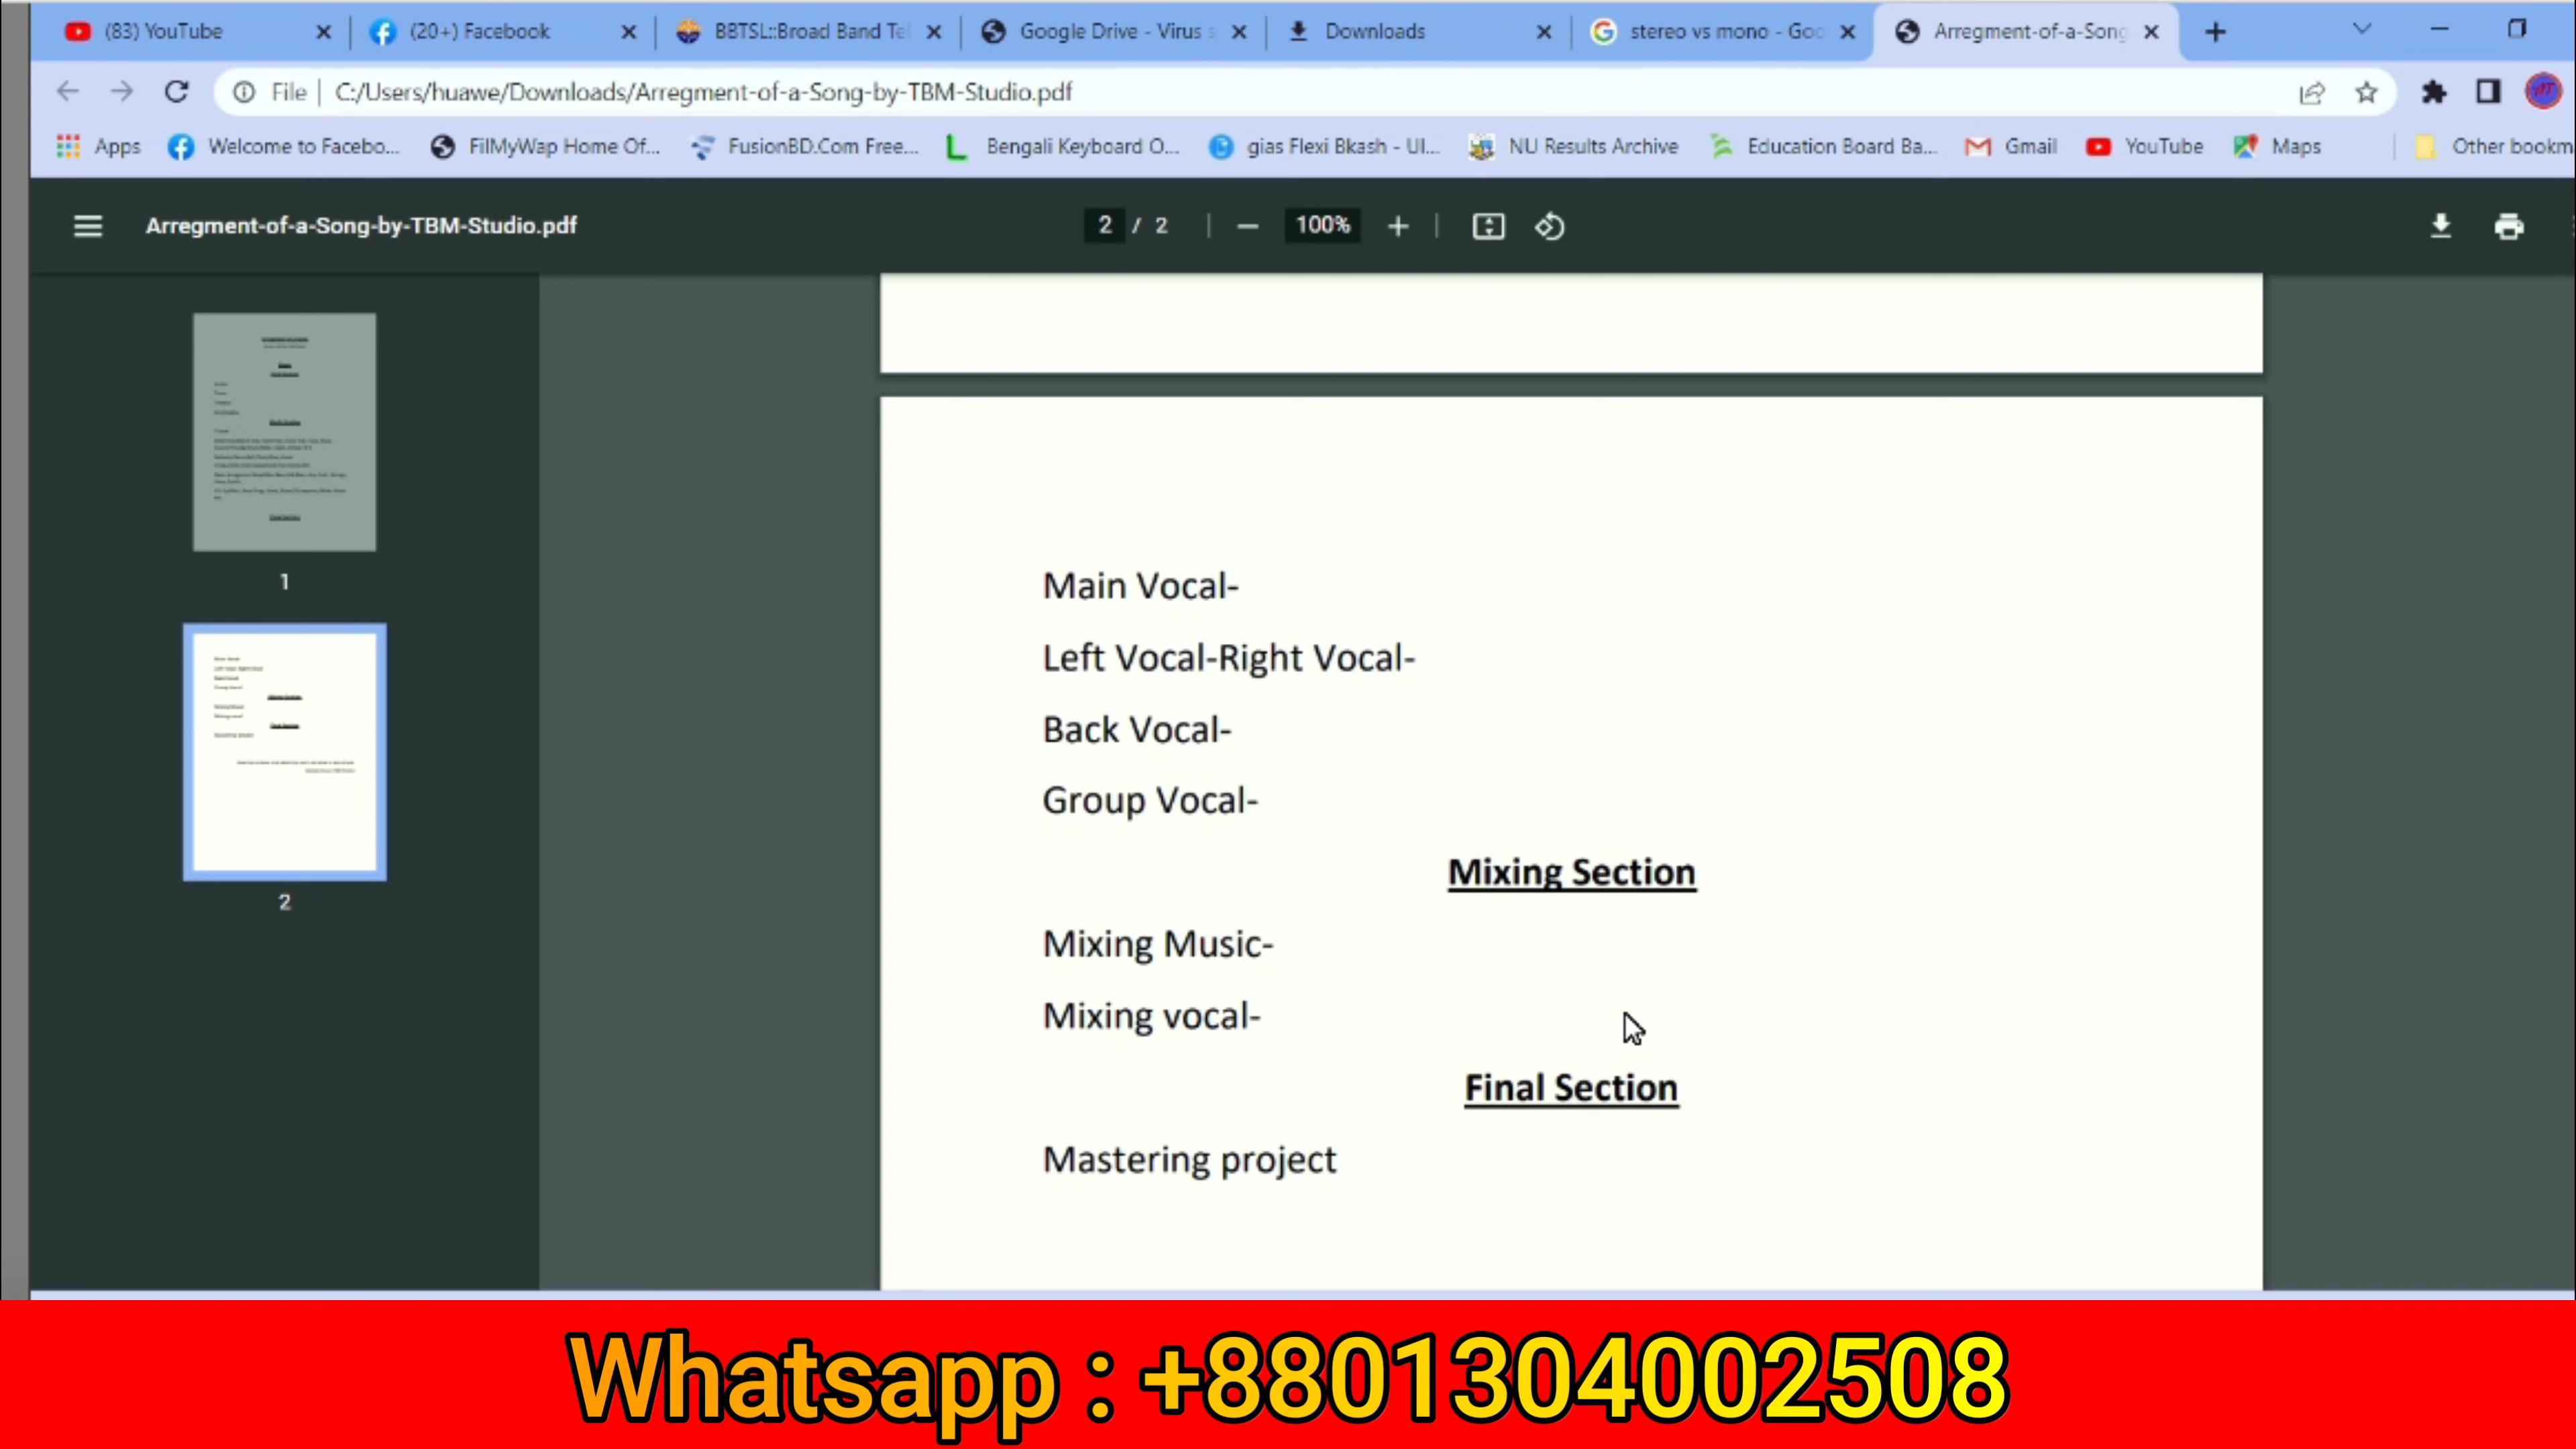 (83) YouTube
(20+) Facebook
BBTSL::Broad Band Tel
Google Drive - Virus s
Downloads
stereo vs mono - Goo
Arregment-of-a-Song
File | C:/Users/huawe/Downloads/Arregment-of-a-Song-by-TBM-Studio.pdf
Apps
Welcome to Facebo...
FilMyWap Home Of...
FusionBD.Com Free...
Bengali Keyboard O...
gias Flexi Bkash - Ul...
NU Results Archive
Education Board Ba...
Gmail
YouTube
Maps
Other bookm
Arregment-of-a-Song-by-TBM-Studio.pdf
2 / 2
100%
1
2
Main Vocal-
Left Vocal-Right Vocal-
Back Vocal-
Group Vocal-
Mixing Section
Mixing Music-
Mixing vocal-
Final Section
Mastering project
Whatsapp : +8801304002508